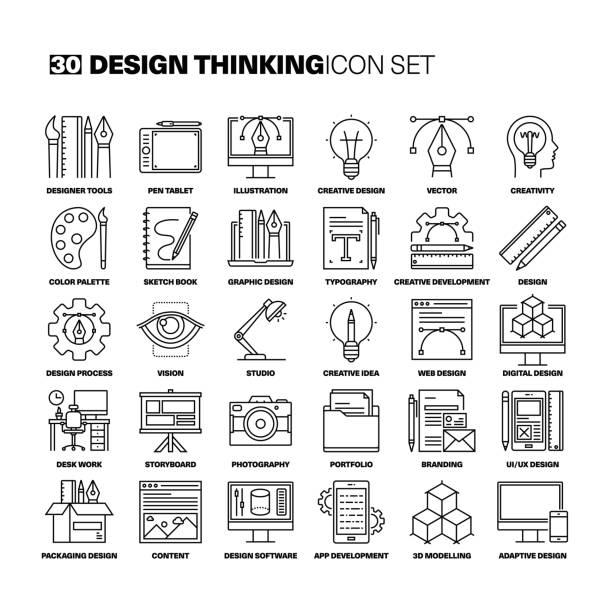 30 DESIGN THINKING ICON SET
DESIGNER TOOLS PEN TABLET ILLUSTRATION CREATIVE DESIGN VECTOR CREATIVITY
T
COLOR PALETTE SKETCH BOOK GRAPHIC DESIGN TYPOGRAPHY CREATIVE DEVELOPMENT DESIGN
DESIGN PROCESS VISION STUDIO CREATIVE IDEA WEB DESIGN DIGITAL DESIGN
DESK WORK STORYBOARD PHOTOGRAPHY PORTFOLIO BRANDING UI/UX DESIGN
PACKAGING DESIGN CONTENT DESIGN SOFTWARE APP DEVELOPMENT 3D MODELLING ADAPTIVE DESIGN